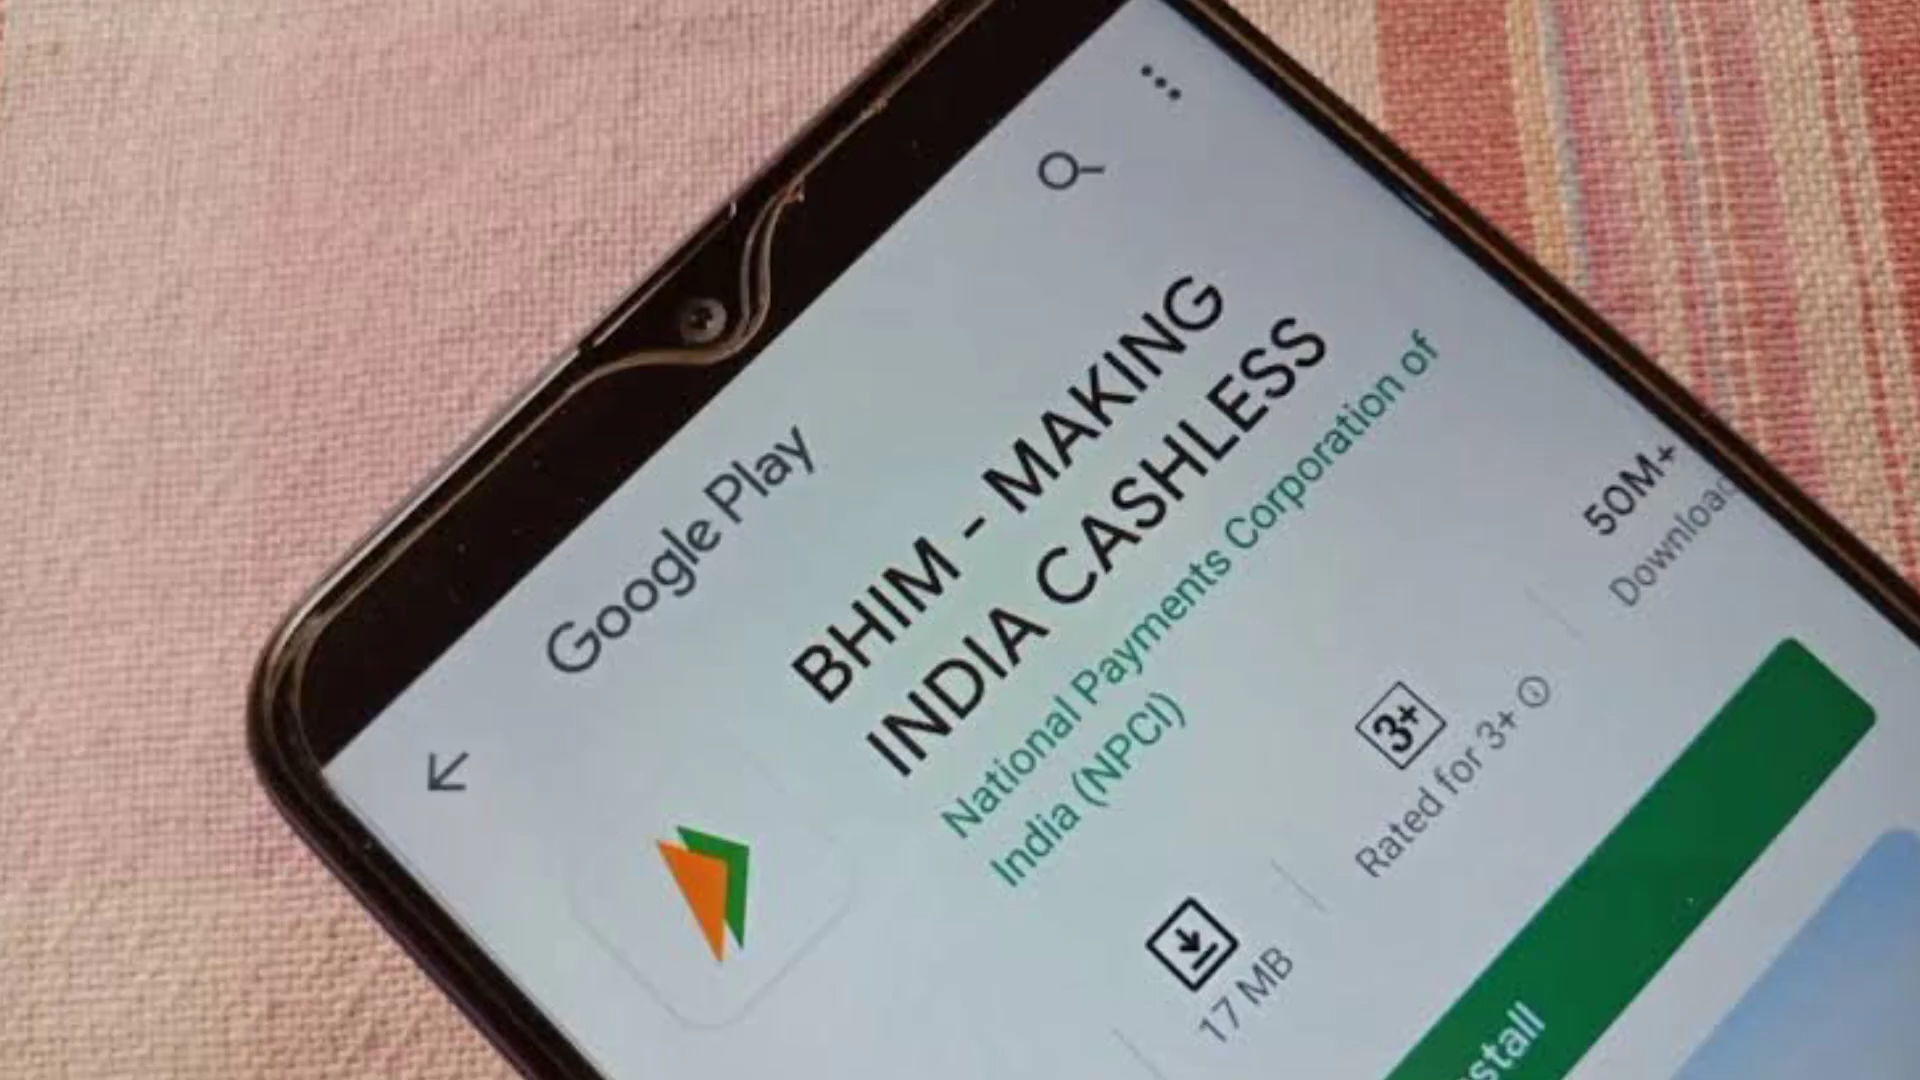 Google Play
BHIM - MAKING
INDIA CASHLESS
National Payments Corporation of
India (NPCI)
17 MB
3+
Rated for 3+
50M+
Download
stall